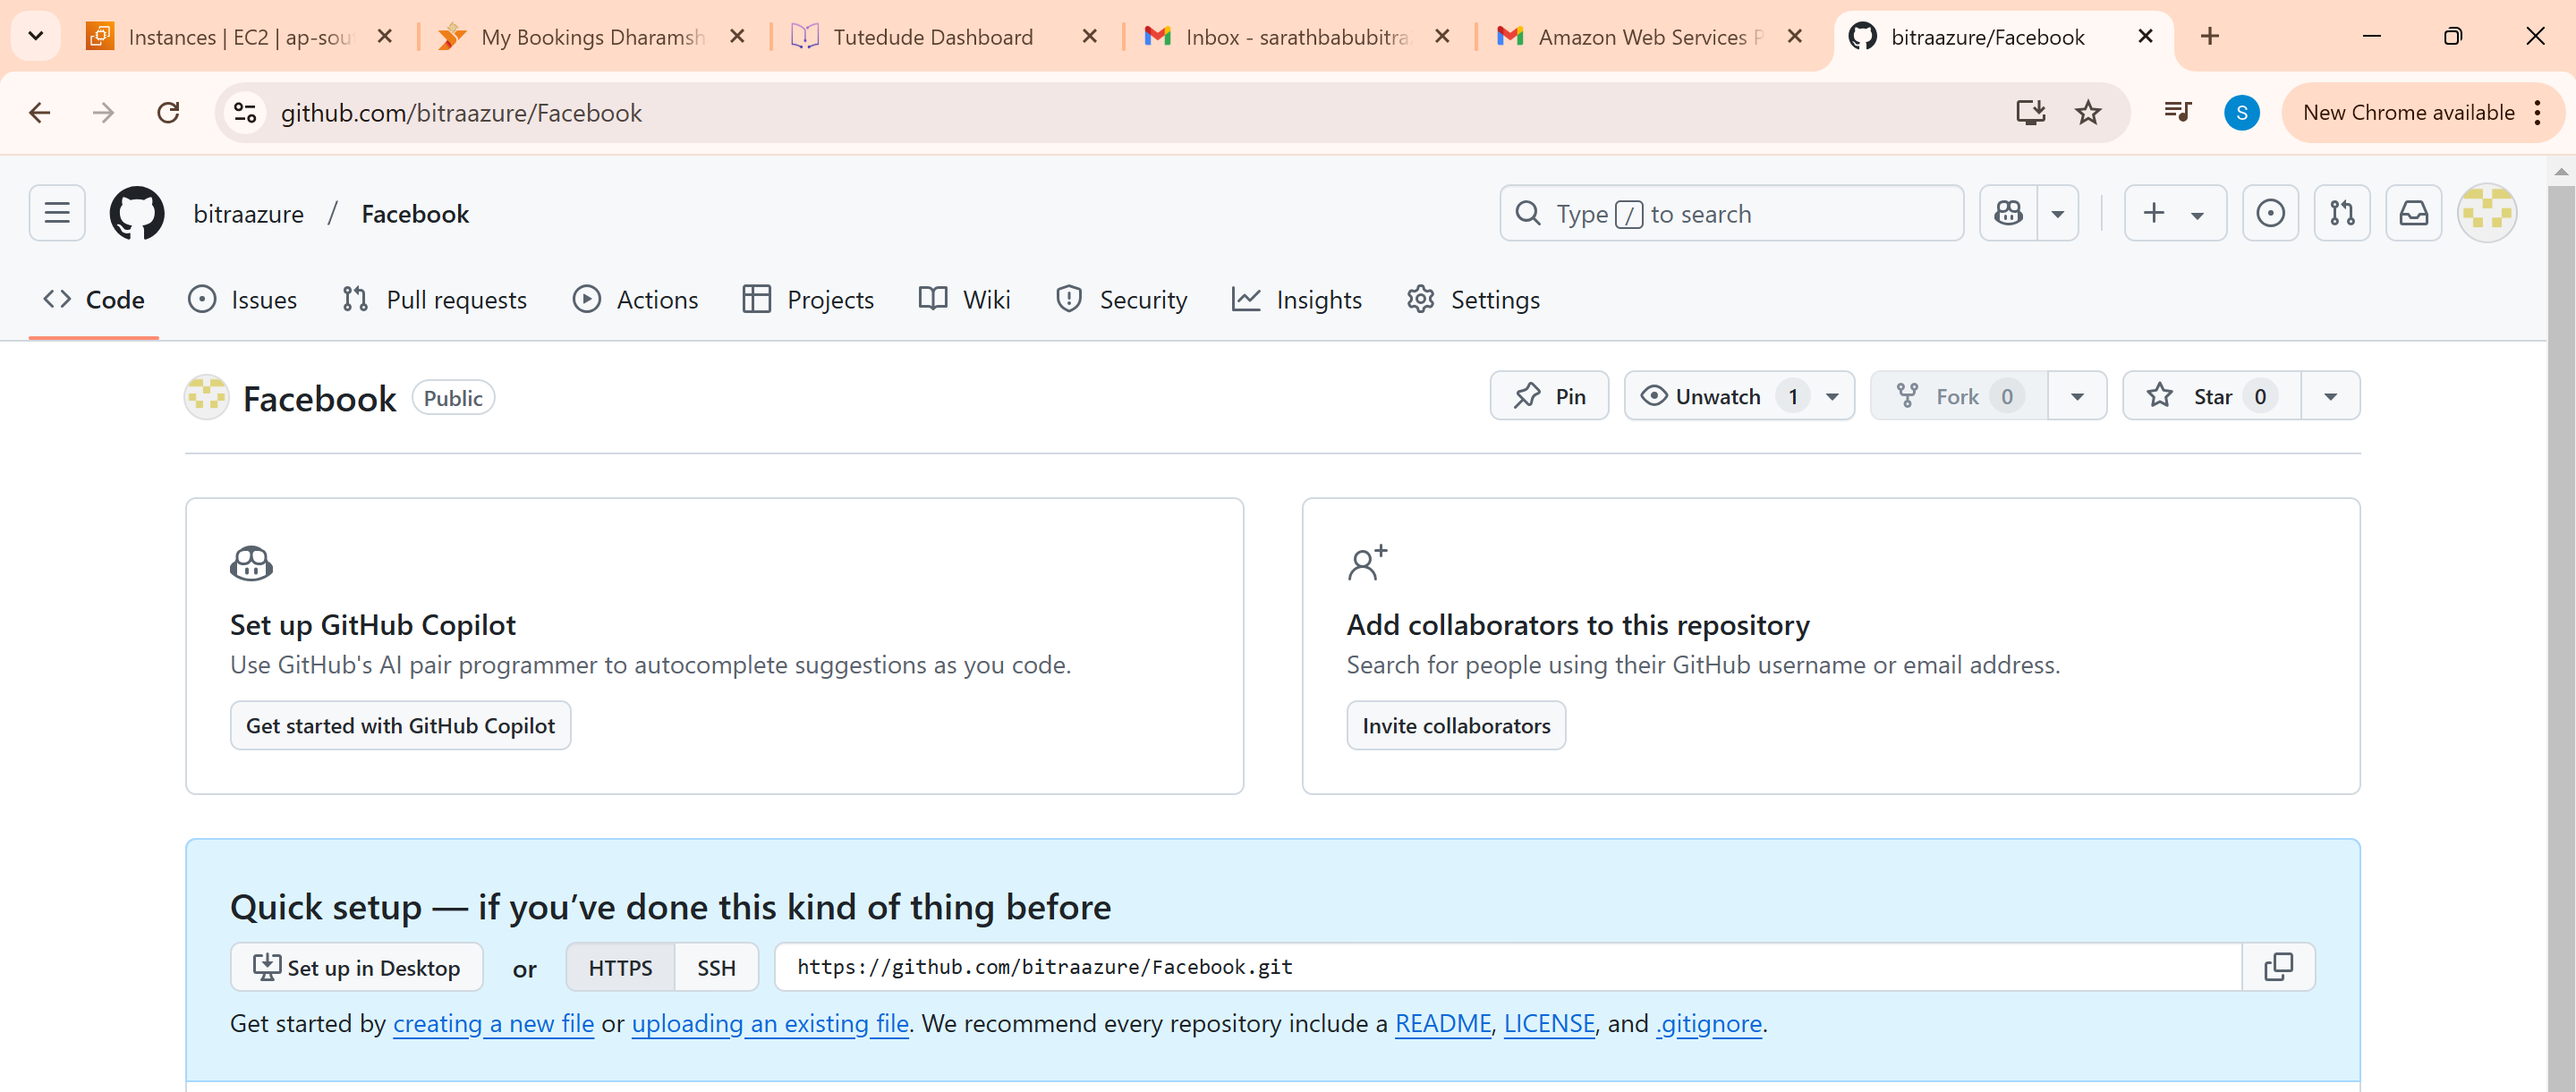 Instances | EC2 | ap-sou
My Bookings Dharamsh
Tutedude Dashboard
Inbox - sarathbabubitra
Amazon Web Services P
bitraazure/Facebook
github.com/bitraazure/Facebook
S
New Chrome available
bitraazure / Facebook
Type / to search
Code
Issues
Pull requests
Actions
Projects
Wiki
Security
Insights
Settings
Facebook Public
Pin
Unwatch 1
Fork 0
Star 0
Set up GitHub Copilot
Use GitHub's AI pair programmer to autocomplete suggestions as you code.
Get started with GitHub Copilot
Add collaborators to this repository
Search for people using their GitHub username or email address.
Invite collaborators
Quick setup — if you’ve done this kind of thing before
Set up in Desktop or HTTPS SSH https://github.com/bitraazure/Facebook.git
Get started by creating a new file or uploading an existing file. We recommend every repository include a README, LICENSE, and .gitignore.